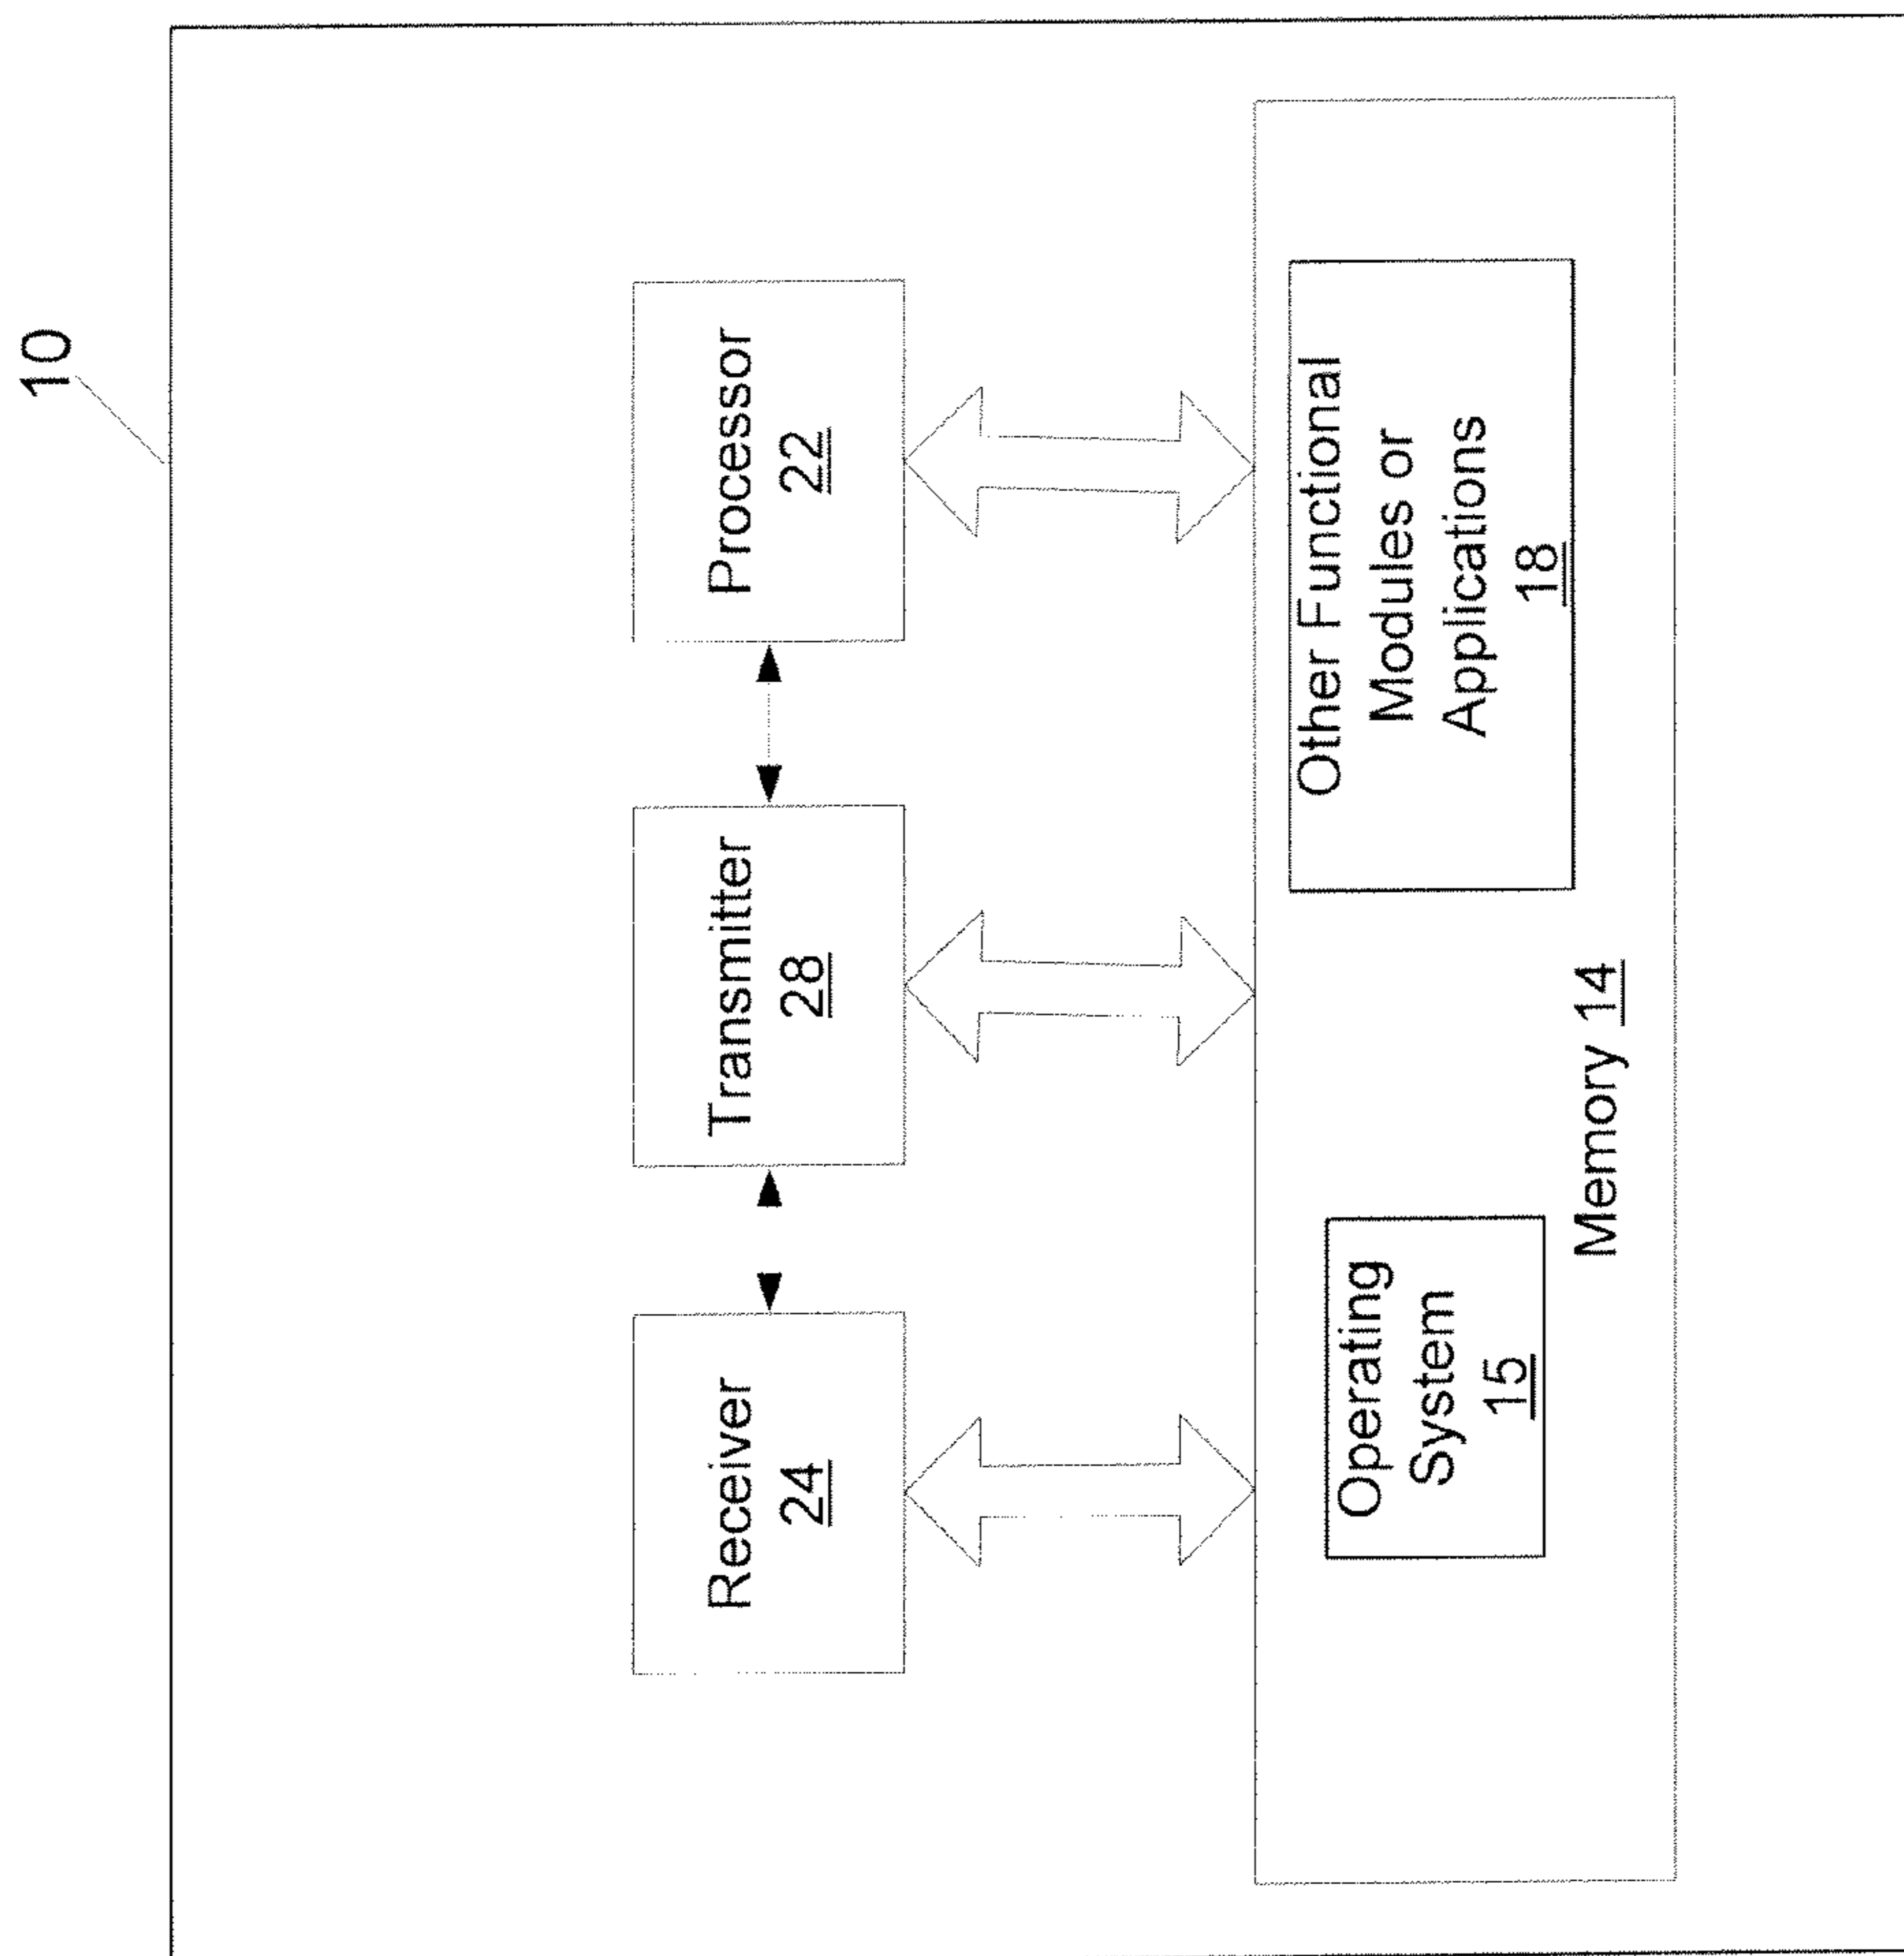 10
Receiver
24
Transmitter
28
Processor
22
Operating
System
15
Other Functional
Modules or
Applications
18
Memory 14